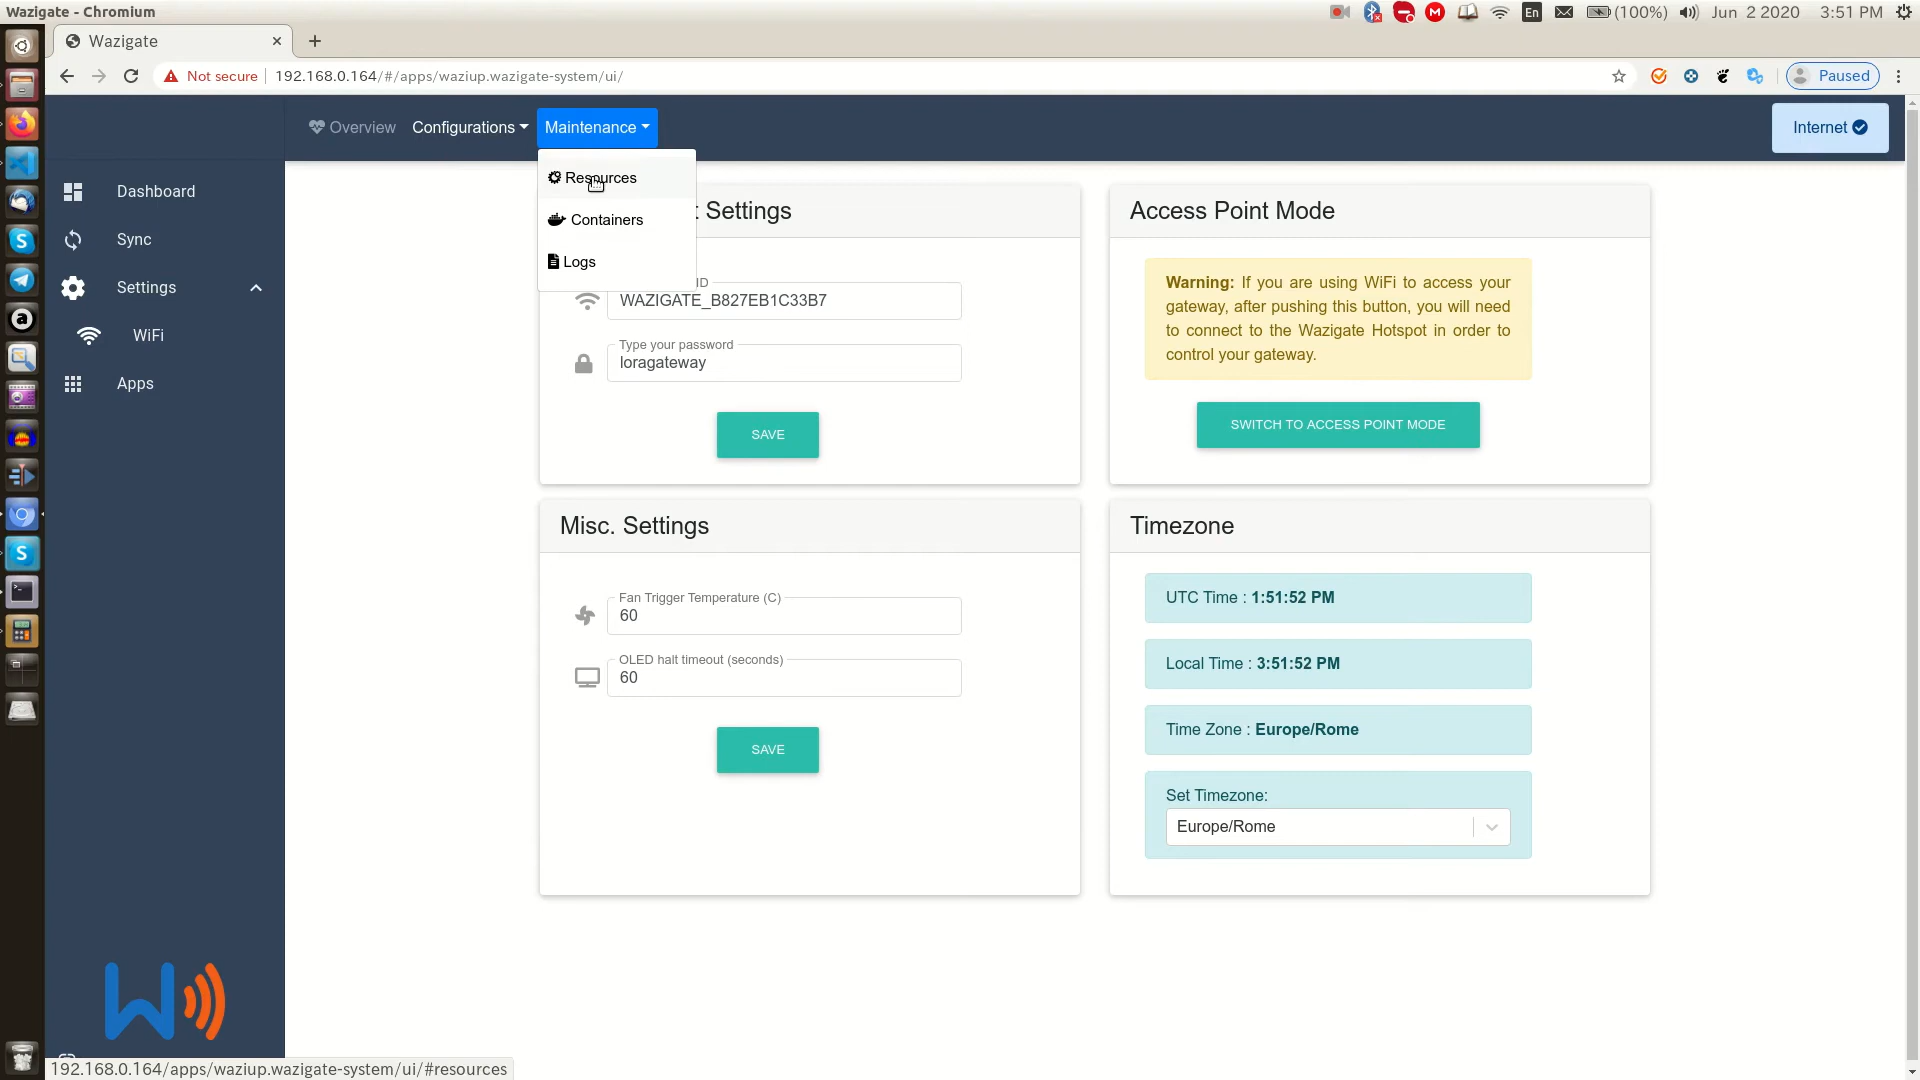 Wazigate - Chromium
En
(100%)
Jun 2 2020
3:51 PM
Wazigate
Not secure
192.168.0.164/#/apps/waziup.wazigate-system/ui/
Paused
Overview
Configurations
Maintenance
Internet
Resources
Containers
Logs
Dashboard
Sync
Settings
WiFi
Apps
t Settings
ID
WAZIGATE_B827EB1C33B7
Type your password
loragateway
SAVE
Access Point Mode
Warning: If you are using WiFi to access your
gateway, after pushing this button, you will need
to connect to the Wazigate Hotspot in order to
control your gateway.
SWITCH TO ACCESS POINT MODE
Misc. Settings
Fan Trigger Temperature (C)
60
OLED halt timeout (seconds)
60
SAVE
Timezone
UTC Time : 1:51:52 PM
Local Time : 3:51:52 PM
Time Zone : Europe/Rome
Set Timezone:
Europe/Rome
192.168.0.164/apps/waziup.wazigate-system/ui/#resources